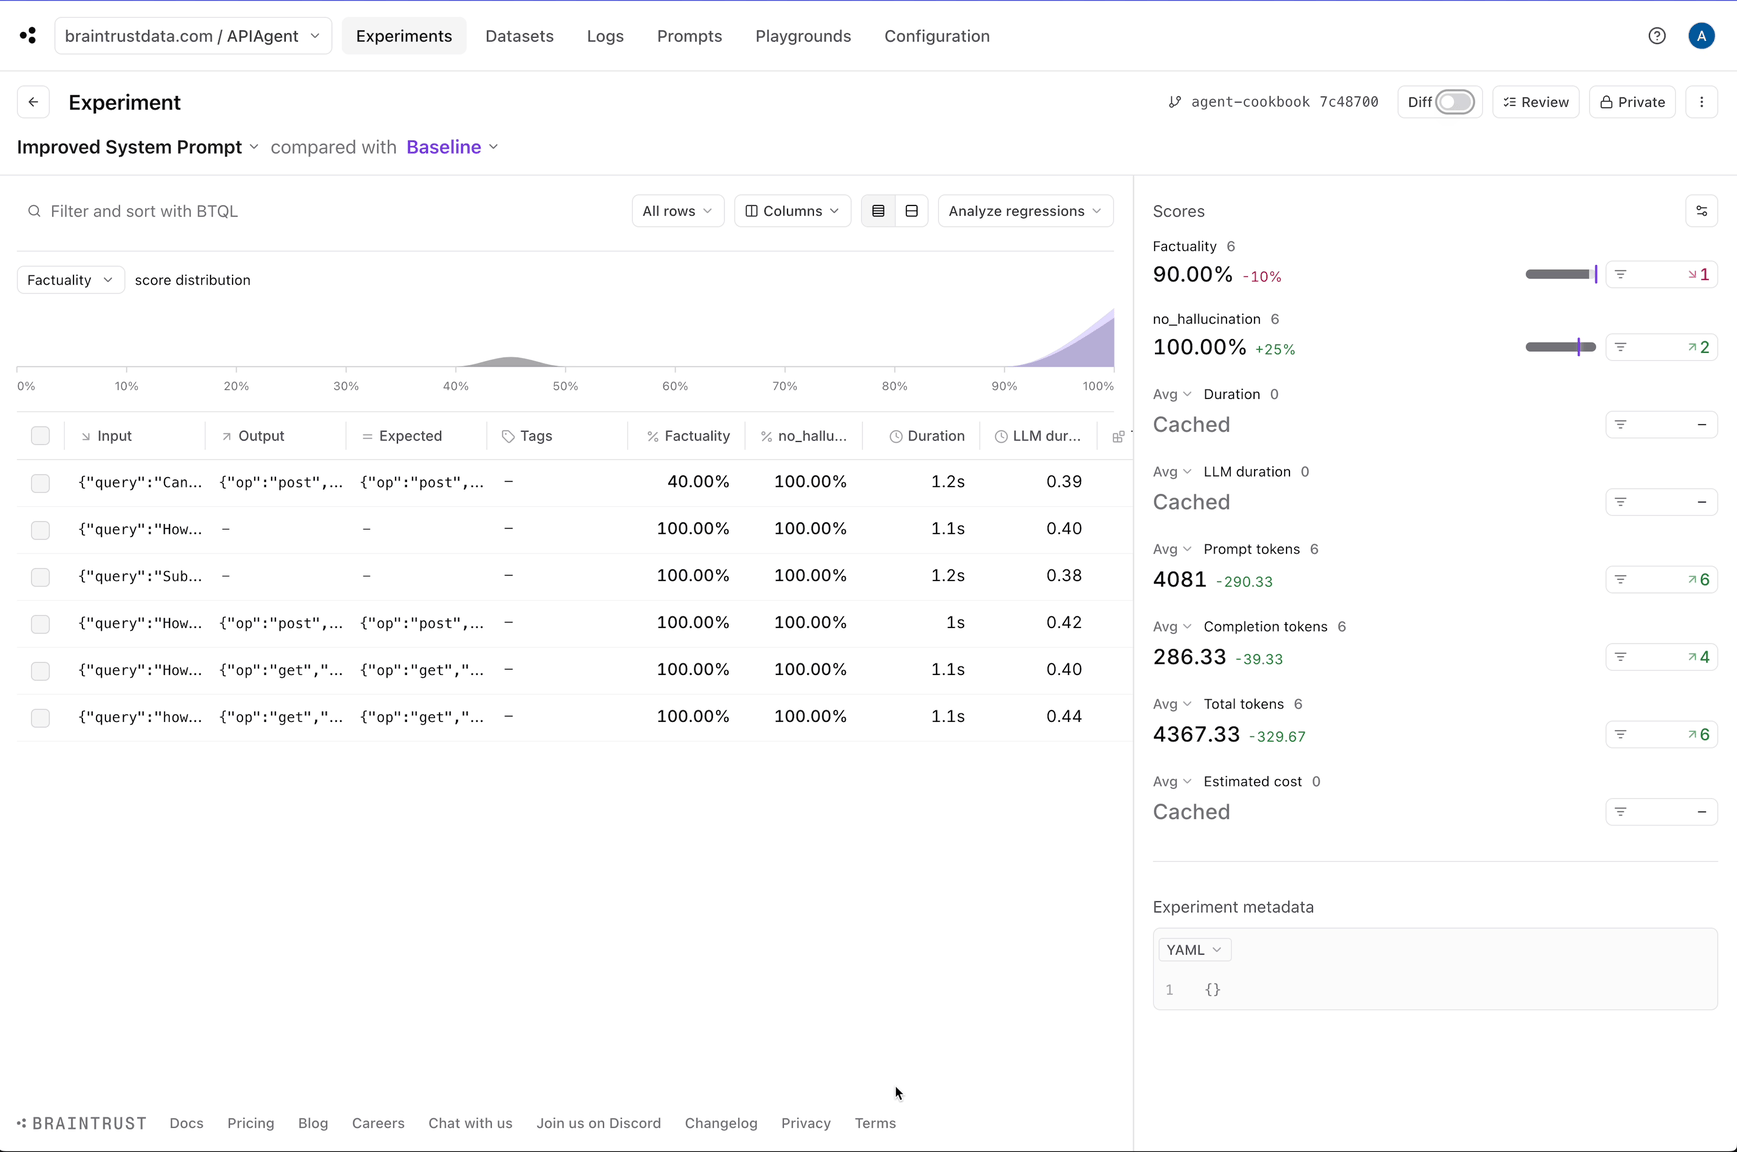 braintrustdata.com / APIAgent Experiments Datasets Logs Prompts Playgrounds Configuration A
Experiment agent-cookbook 7c48700 Diff Review Private
Improved System Prompt compared with Baseline
Filter and sort with BTQL All rows Columns Analyze regressions
Factuality score distribution
0% 10% 20% 30% 40% 50% 60% 70% 80% 90% 100%
Input Output Expected Tags Factuality no_hallu... Duration LLM dur...
{"query":"Can... {"op":"post",... {"op":"post",... – 40.00% 100.00% 1.2s 0.39
{"query":"How... – – – 100.00% 100.00% 1.1s 0.40
{"query":"Sub... – – – 100.00% 100.00% 1.2s 0.38
{"query":"How... {"op":"post",... {"op":"post",... – 100.00% 100.00% 1s 0.42
{"query":"How... {"op":"get","... {"op":"get","... – 100.00% 100.00% 1.1s 0.40
{"query":"how... {"op":"get","... {"op":"get","... – 100.00% 100.00% 1.1s 0.44
Scores
Factuality 6
90.00% -10% 1
no_hallucination 6
100.00% +25% 2
Avg Duration 0
Cached –
Avg LLM duration 0
Cached –
Avg Prompt tokens 6
4081 -290.33 6
Avg Completion tokens 6
286.33 -39.33 4
Avg Total tokens 6
4367.33 -329.67 6
Avg Estimated cost 0
Cached –
Experiment metadata
YAML
1 {}
BRAINTRUST Docs Pricing Blog Careers Chat with us Join us on Discord Changelog Privacy Terms